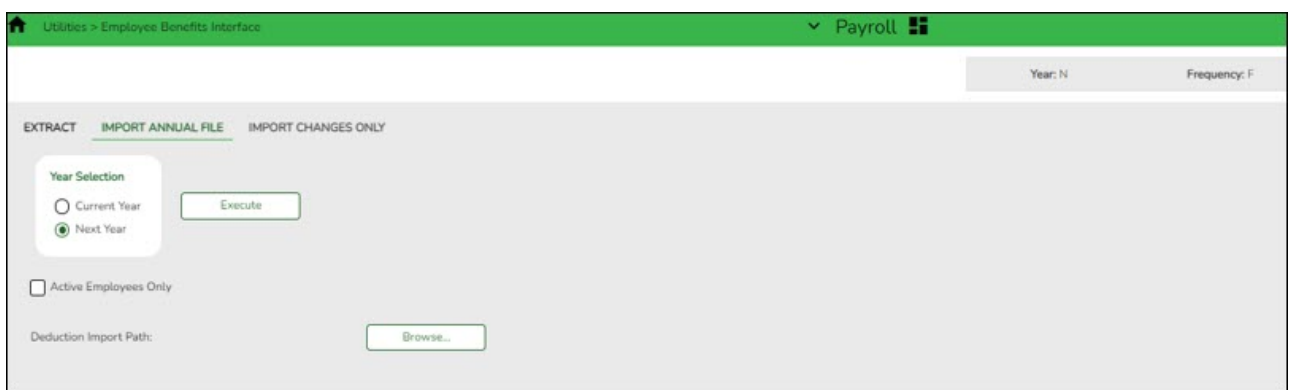 Utilities > Employee Benefits Interface Payroll
Year: N Frequency: F
EXTRACT IMPORT ANNUAL FILE IMPORT CHANGES ONLY
Year Selection
Current Year Execute
Next Year
Active Employees Only
Deduction Import Path: Browse...